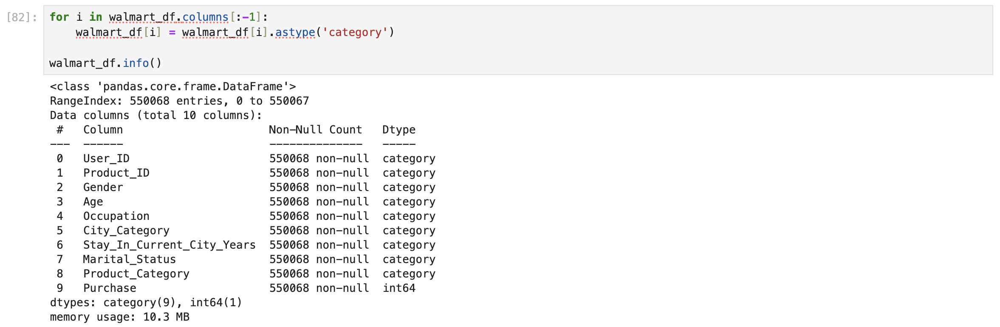 [82]: for i in walmart_df.columns[:-1]:
    walmart_df[i] = walmart_df[i].astype('category')
walmart_df.info()
<class 'pandas.core.frame.DataFrame'>
RangeIndex: 550068 entries, 0 to 550067
Data columns (total 10 columns):
 #   Column                      Non-Null Count   Dtype
---  ------                      --------------   -----
 0   User_ID                     550068 non-null  category
 1   Product_ID                  550068 non-null  category
 2   Gender                      550068 non-null  category
 3   Age                         550068 non-null  category
 4   Occupation                  550068 non-null  category
 5   City_Category               550068 non-null  category
 6   Stay_In_Current_City_Years  550068 non-null  category
 7   Marital_Status              550068 non-null  category
 8   Product_Category            550068 non-null  category
 9   Purchase                    550068 non-null  int64
dtypes: category(9), int64(1)
memory usage: 10.3 MB